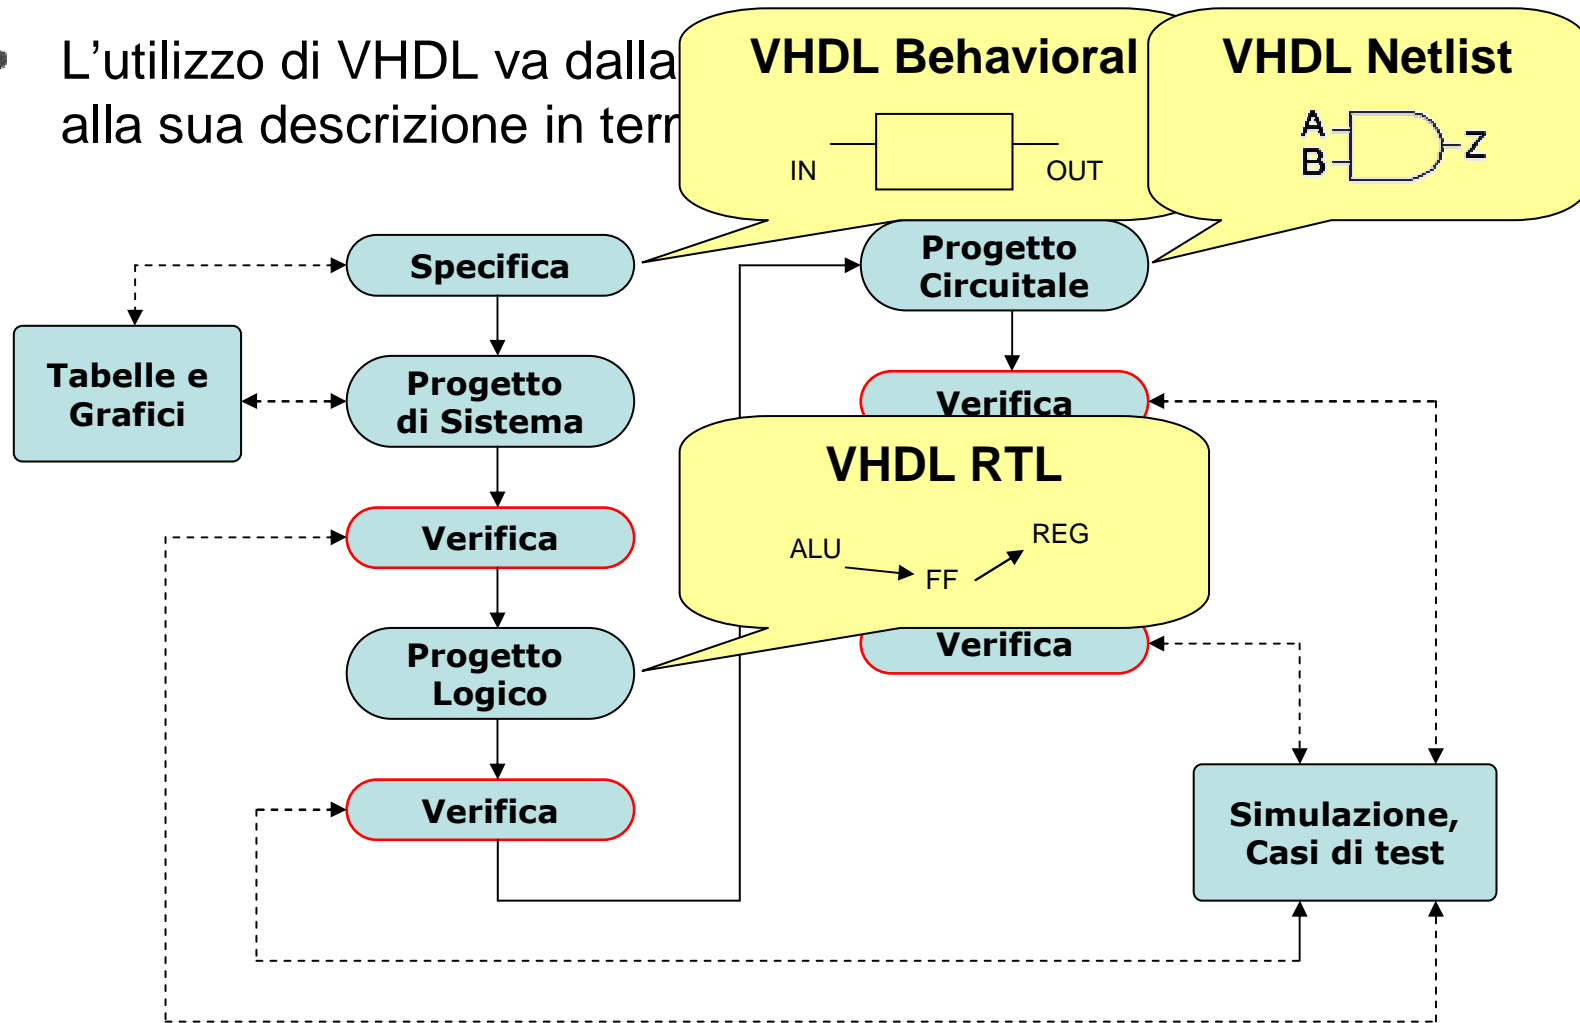 L’utilizzo di VHDL va dalla
alla sua descrizione in
VHDL Behavioral
IN
OUT
VHDL Netlist
A
B
Z
Specifica
Progetto
Circuitale
Tabelle e
Grafici
Progetto
di Sistema
Verifica
VHDL RTL
ALU
FF
REG
Verifica
Verifica
Progetto
Logico
Verifica
Simulazione,
Casi di test